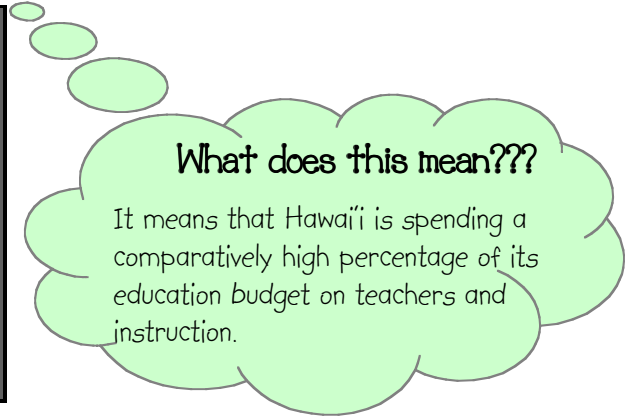 What does this mean???
It means that Hawai'i is spending a
comparatively high percentage of its
education budget on teachers and
instruction.